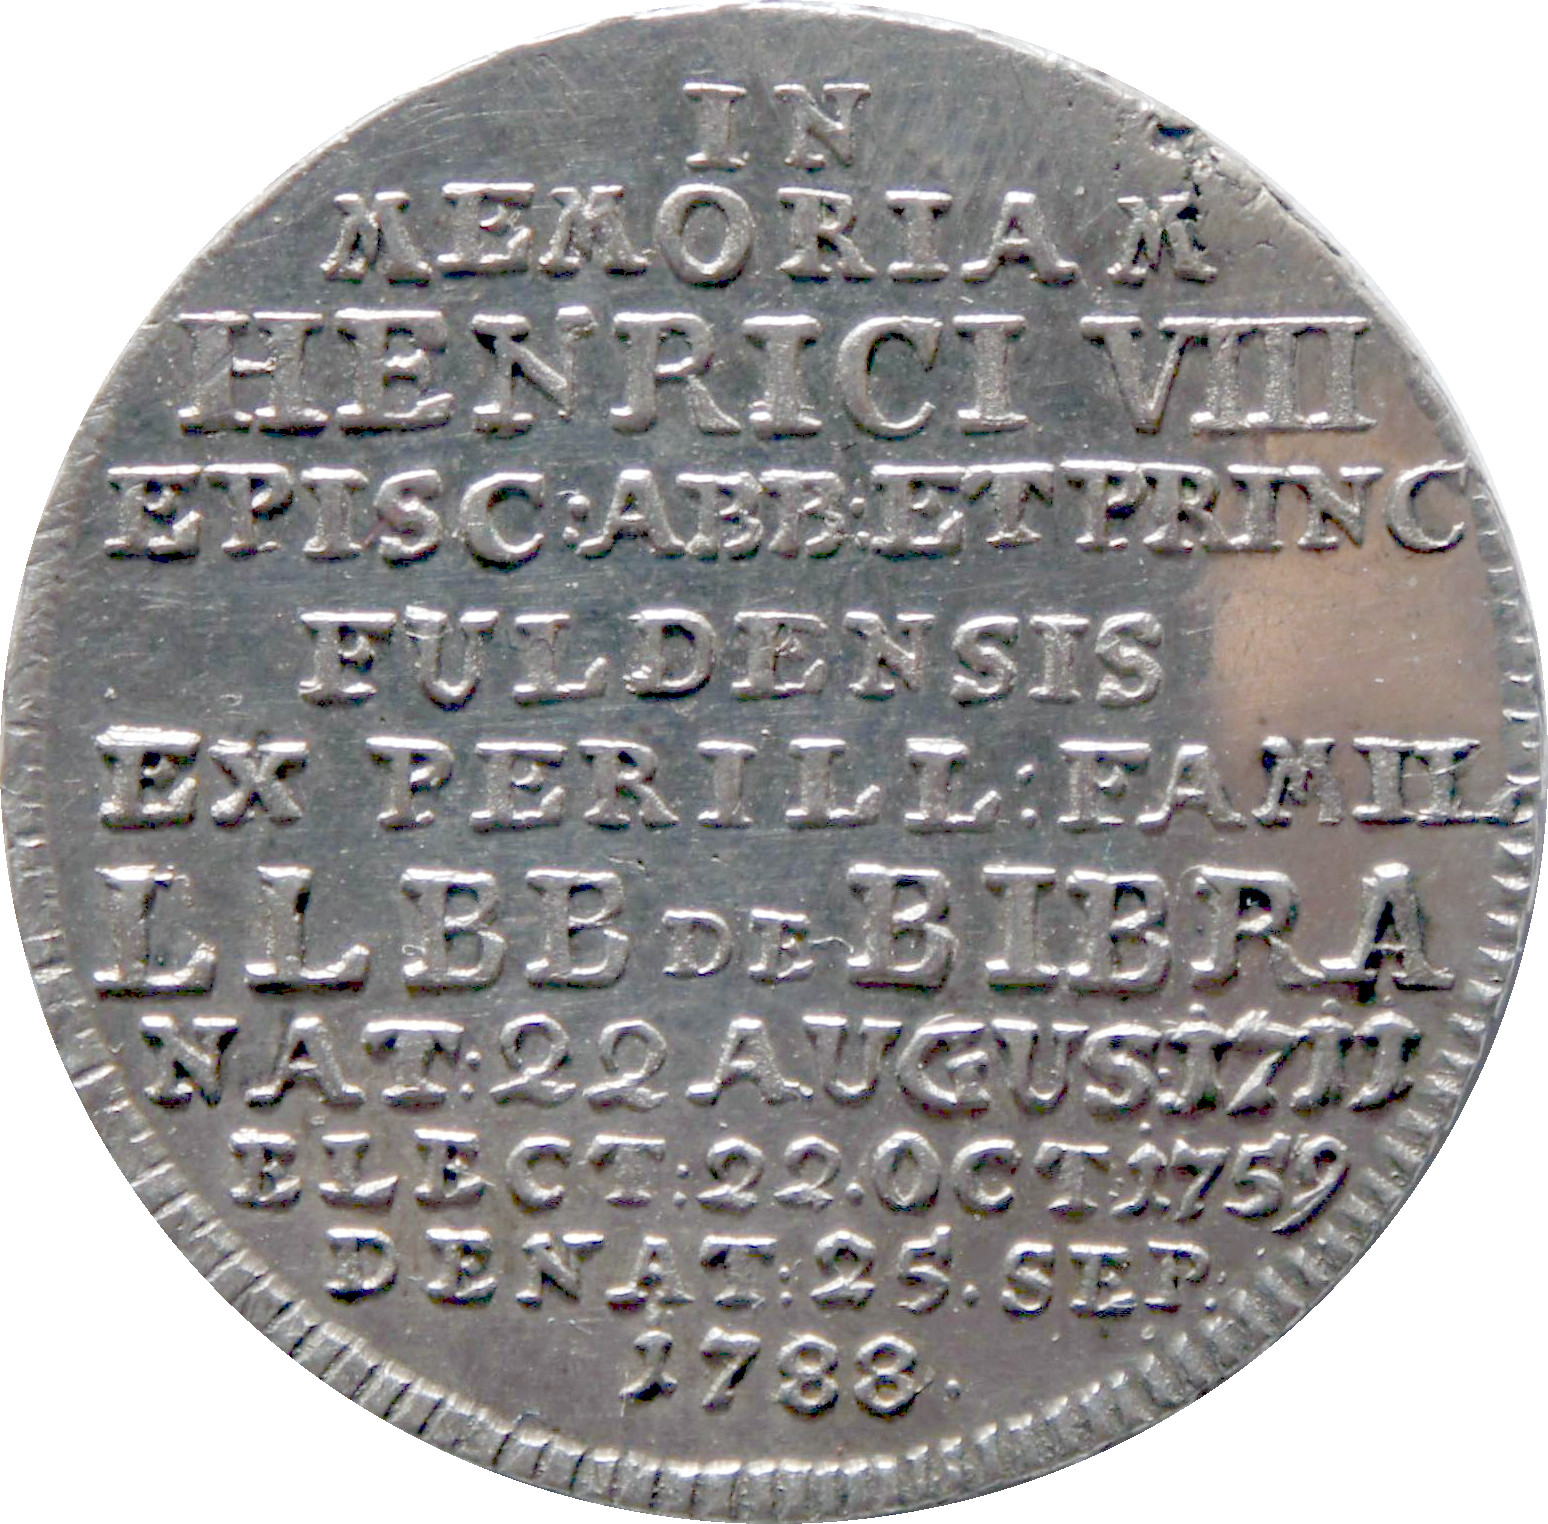 IN
MEMORIAM
HENRICI VIII
EPISC:ABB:ET PRINC
FULDENSIS
EX PERILL:FAMIL
LLBB DE BIBRA
NAT:22 AUGUS:1711
ELECT:22.OCT:1759
DENAT:25.SEP.
1788.